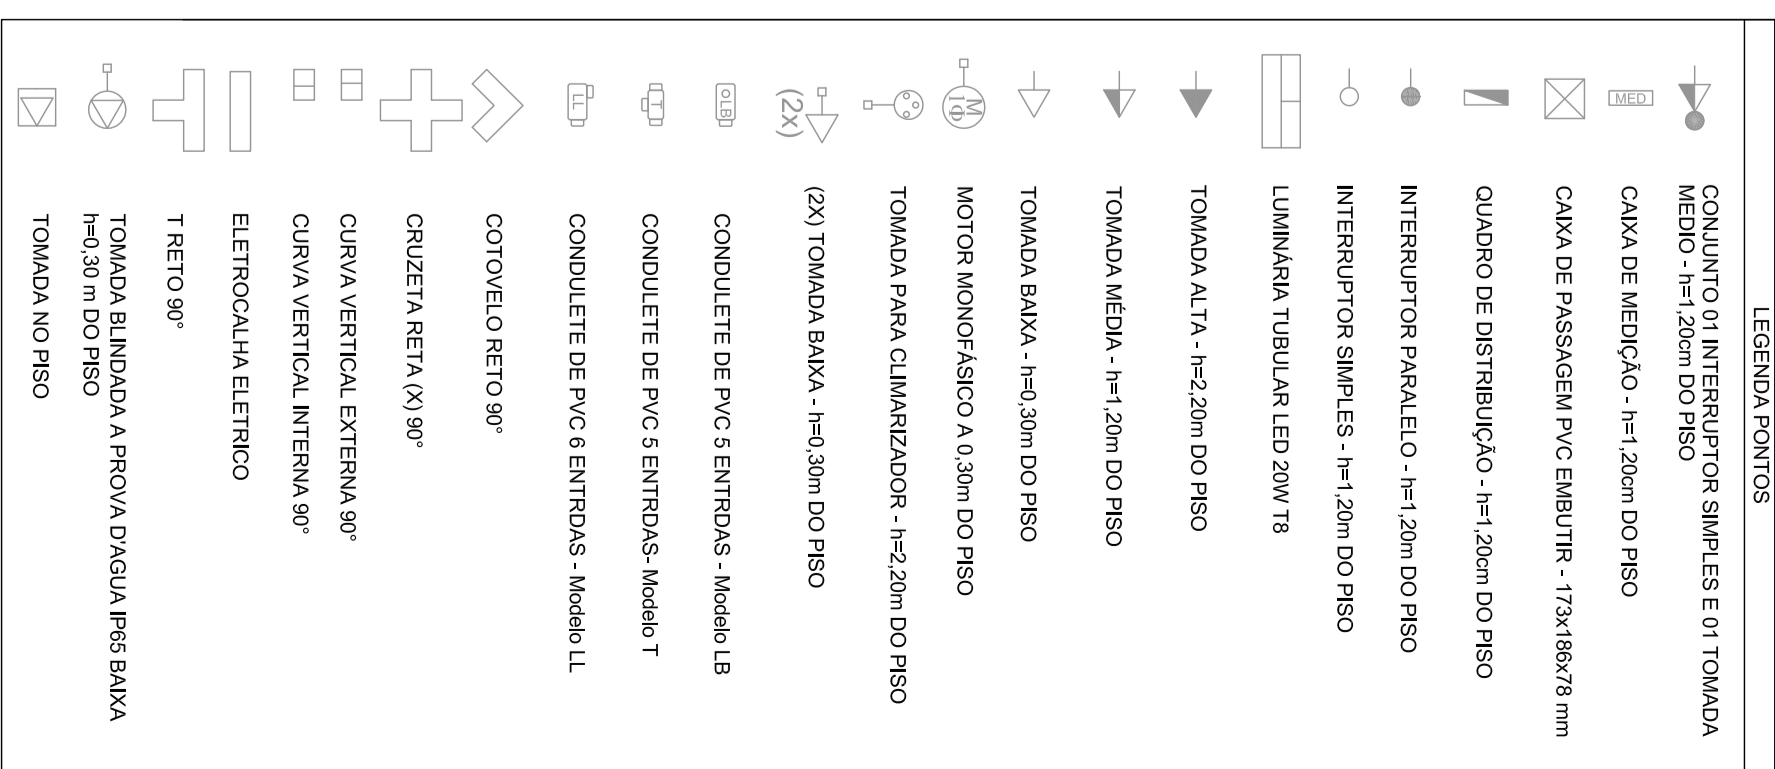 LEGENDA PONTOS
CONJUNTO 01 INTERRUPTOR SIMPLES E 01 TOMADA
MEDIO - h=1,20cm DO PISO
MED
CAIXA DE MEDIÇÃO - h=1,20cm DO PISO
CAIXA DE PASSAGEM PVC EMBUTIR - 173x186x78 mm
QUADRO DE DISTRIBUIÇÃO - h=1,20cm DO PISO
INTERRUPTOR PARALELO - h=1,20m DO PISO
INTERRUPTOR SIMPLES - h=1,20m DO PISO
LUMINÁRIA TUBULAR LED 20W T8
TOMADA ALTA - h=2,20m DO PISO
TOMADA MÉDIA - h=1,20m DO PISO
TOMADA BAIXA - h=0,30m DO PISO
M
1Φ
MOTOR MONOFÁSICO A 0,30m DO PISO
TOMADA PARA CLIMARIZADOR - h=2,20m DO PISO
(2x)
(2X) TOMADA BAIXA - h=0,30m DO PISO
OLB
CONDULETE DE PVC 5 ENTRDAS - Modelo LB
T
CONDULETE DE PVC 5 ENTRDAS- Modelo T
LL
CONDULETE DE PVC 6 ENTRDAS - Modelo LL
COTOVELO RETO 90°
CRUZETA RETA (X) 90°
CURVA VERTICAL EXTERNA 90°
CURVA VERTICAL INTERNA 90°
ELETROCALHA ELETRICO
T RETO 90°
TOMADA BLINDADA A PROVA D'AGUA IP65 BAIXA
h=0,30 m DO PISO
TOMADA NO PISO